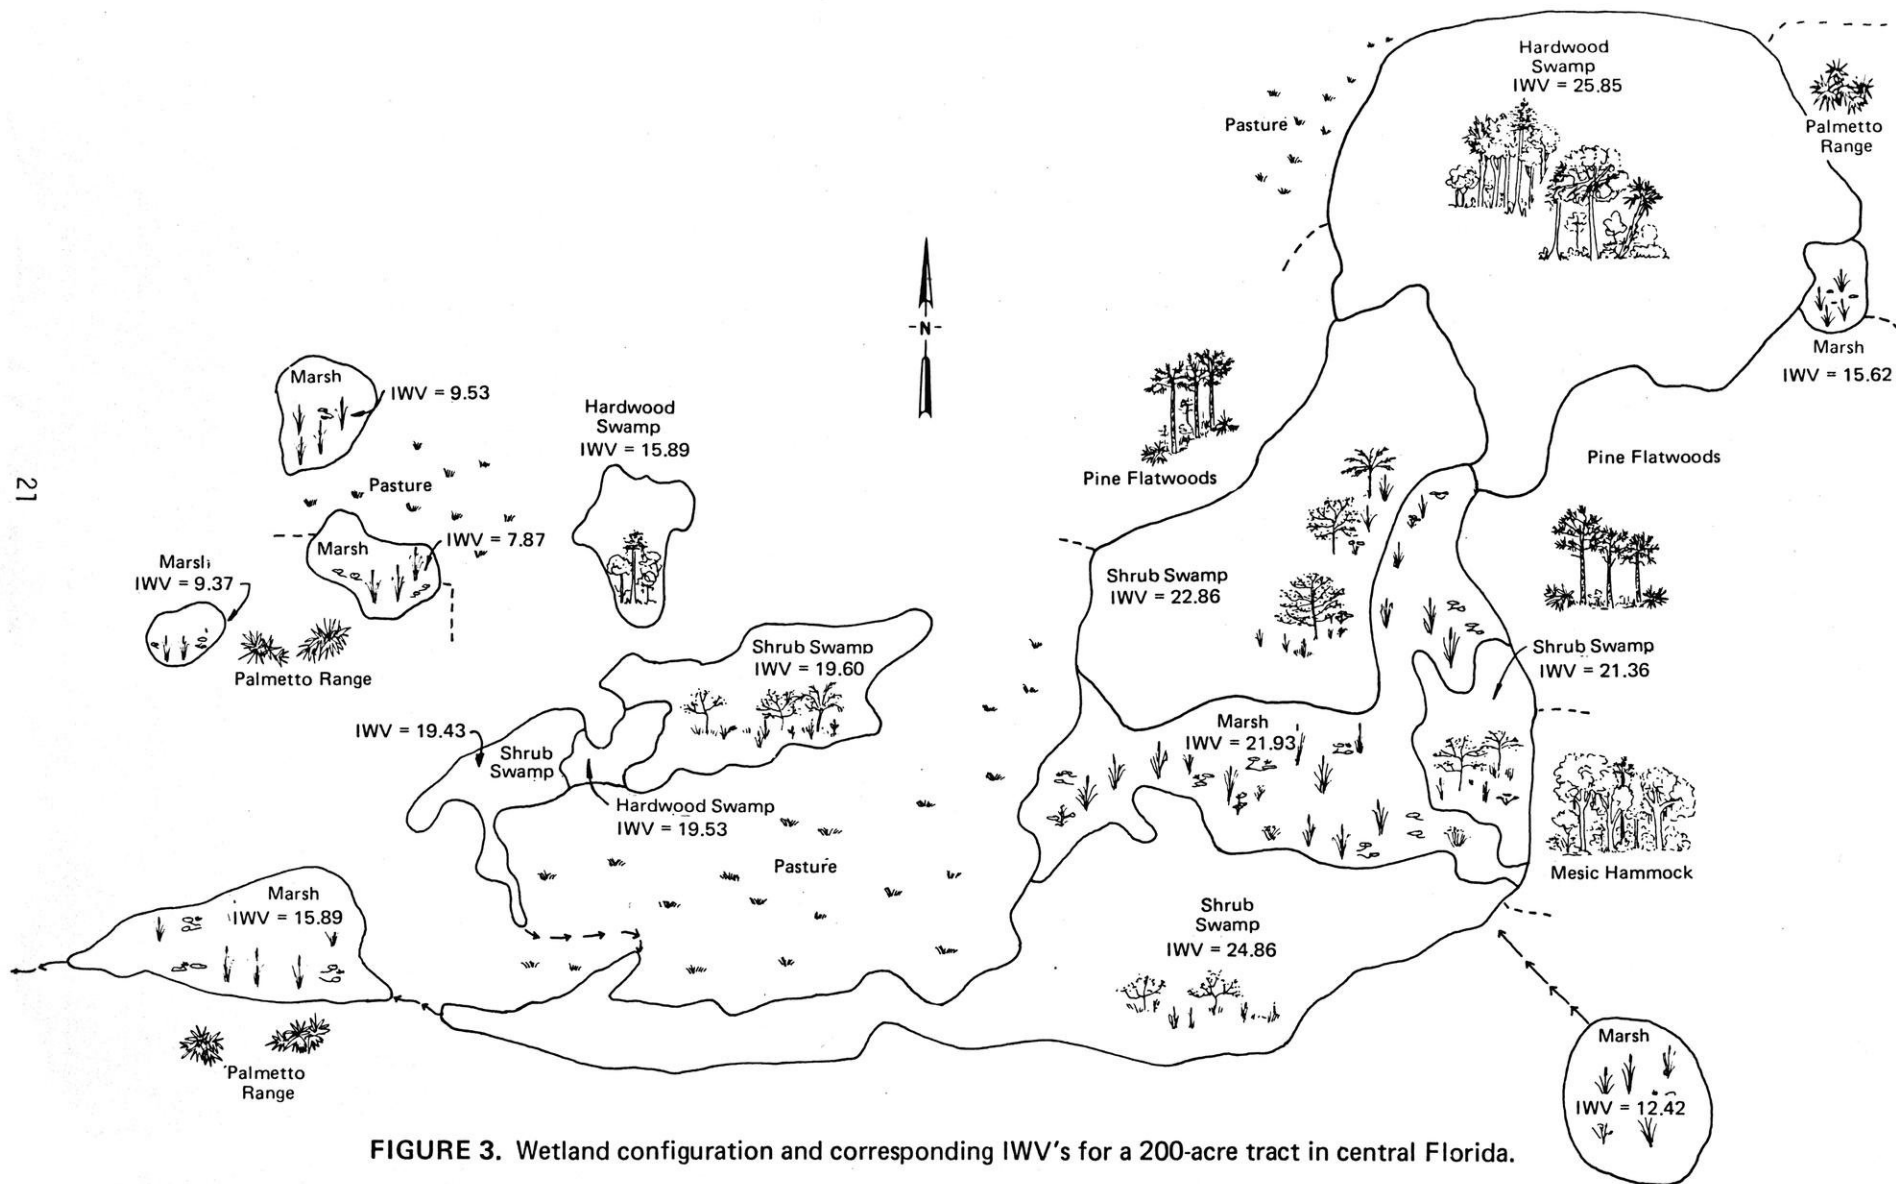 Hardwood
Swamp
IWV = 25.85
Pasture
Palmetto
Range
-N-
Marsh
IWV = 15.62
Marsh
IWV = 9.53
Hardwood
Swamp
IWV = 15.89
Pine Flatwoods
Pine Flatwoods
21
Pasture
Marsh
IWV = 7.87
Marsh
IWV = 9.37
Shrub Swamp
IWV = 22.86
Palmetto Range
Shrub Swamp
IWV = 19.60
Shrub Swamp
IWV = 21.36
IWV = 19.43
Shrub
Swamp
Marsh
IWV = 21.93
Hardwood Swamp
IWV = 19.53
Pasture
Mesic Hammock
Marsh
IWV = 15.89
Shrub
Swamp
IWV = 24.86
Palmetto
Range
Marsh
IWV = 12.42
FIGURE 3. Wetland configuration and corresponding IWV's for a 200-acre tract in central Florida.